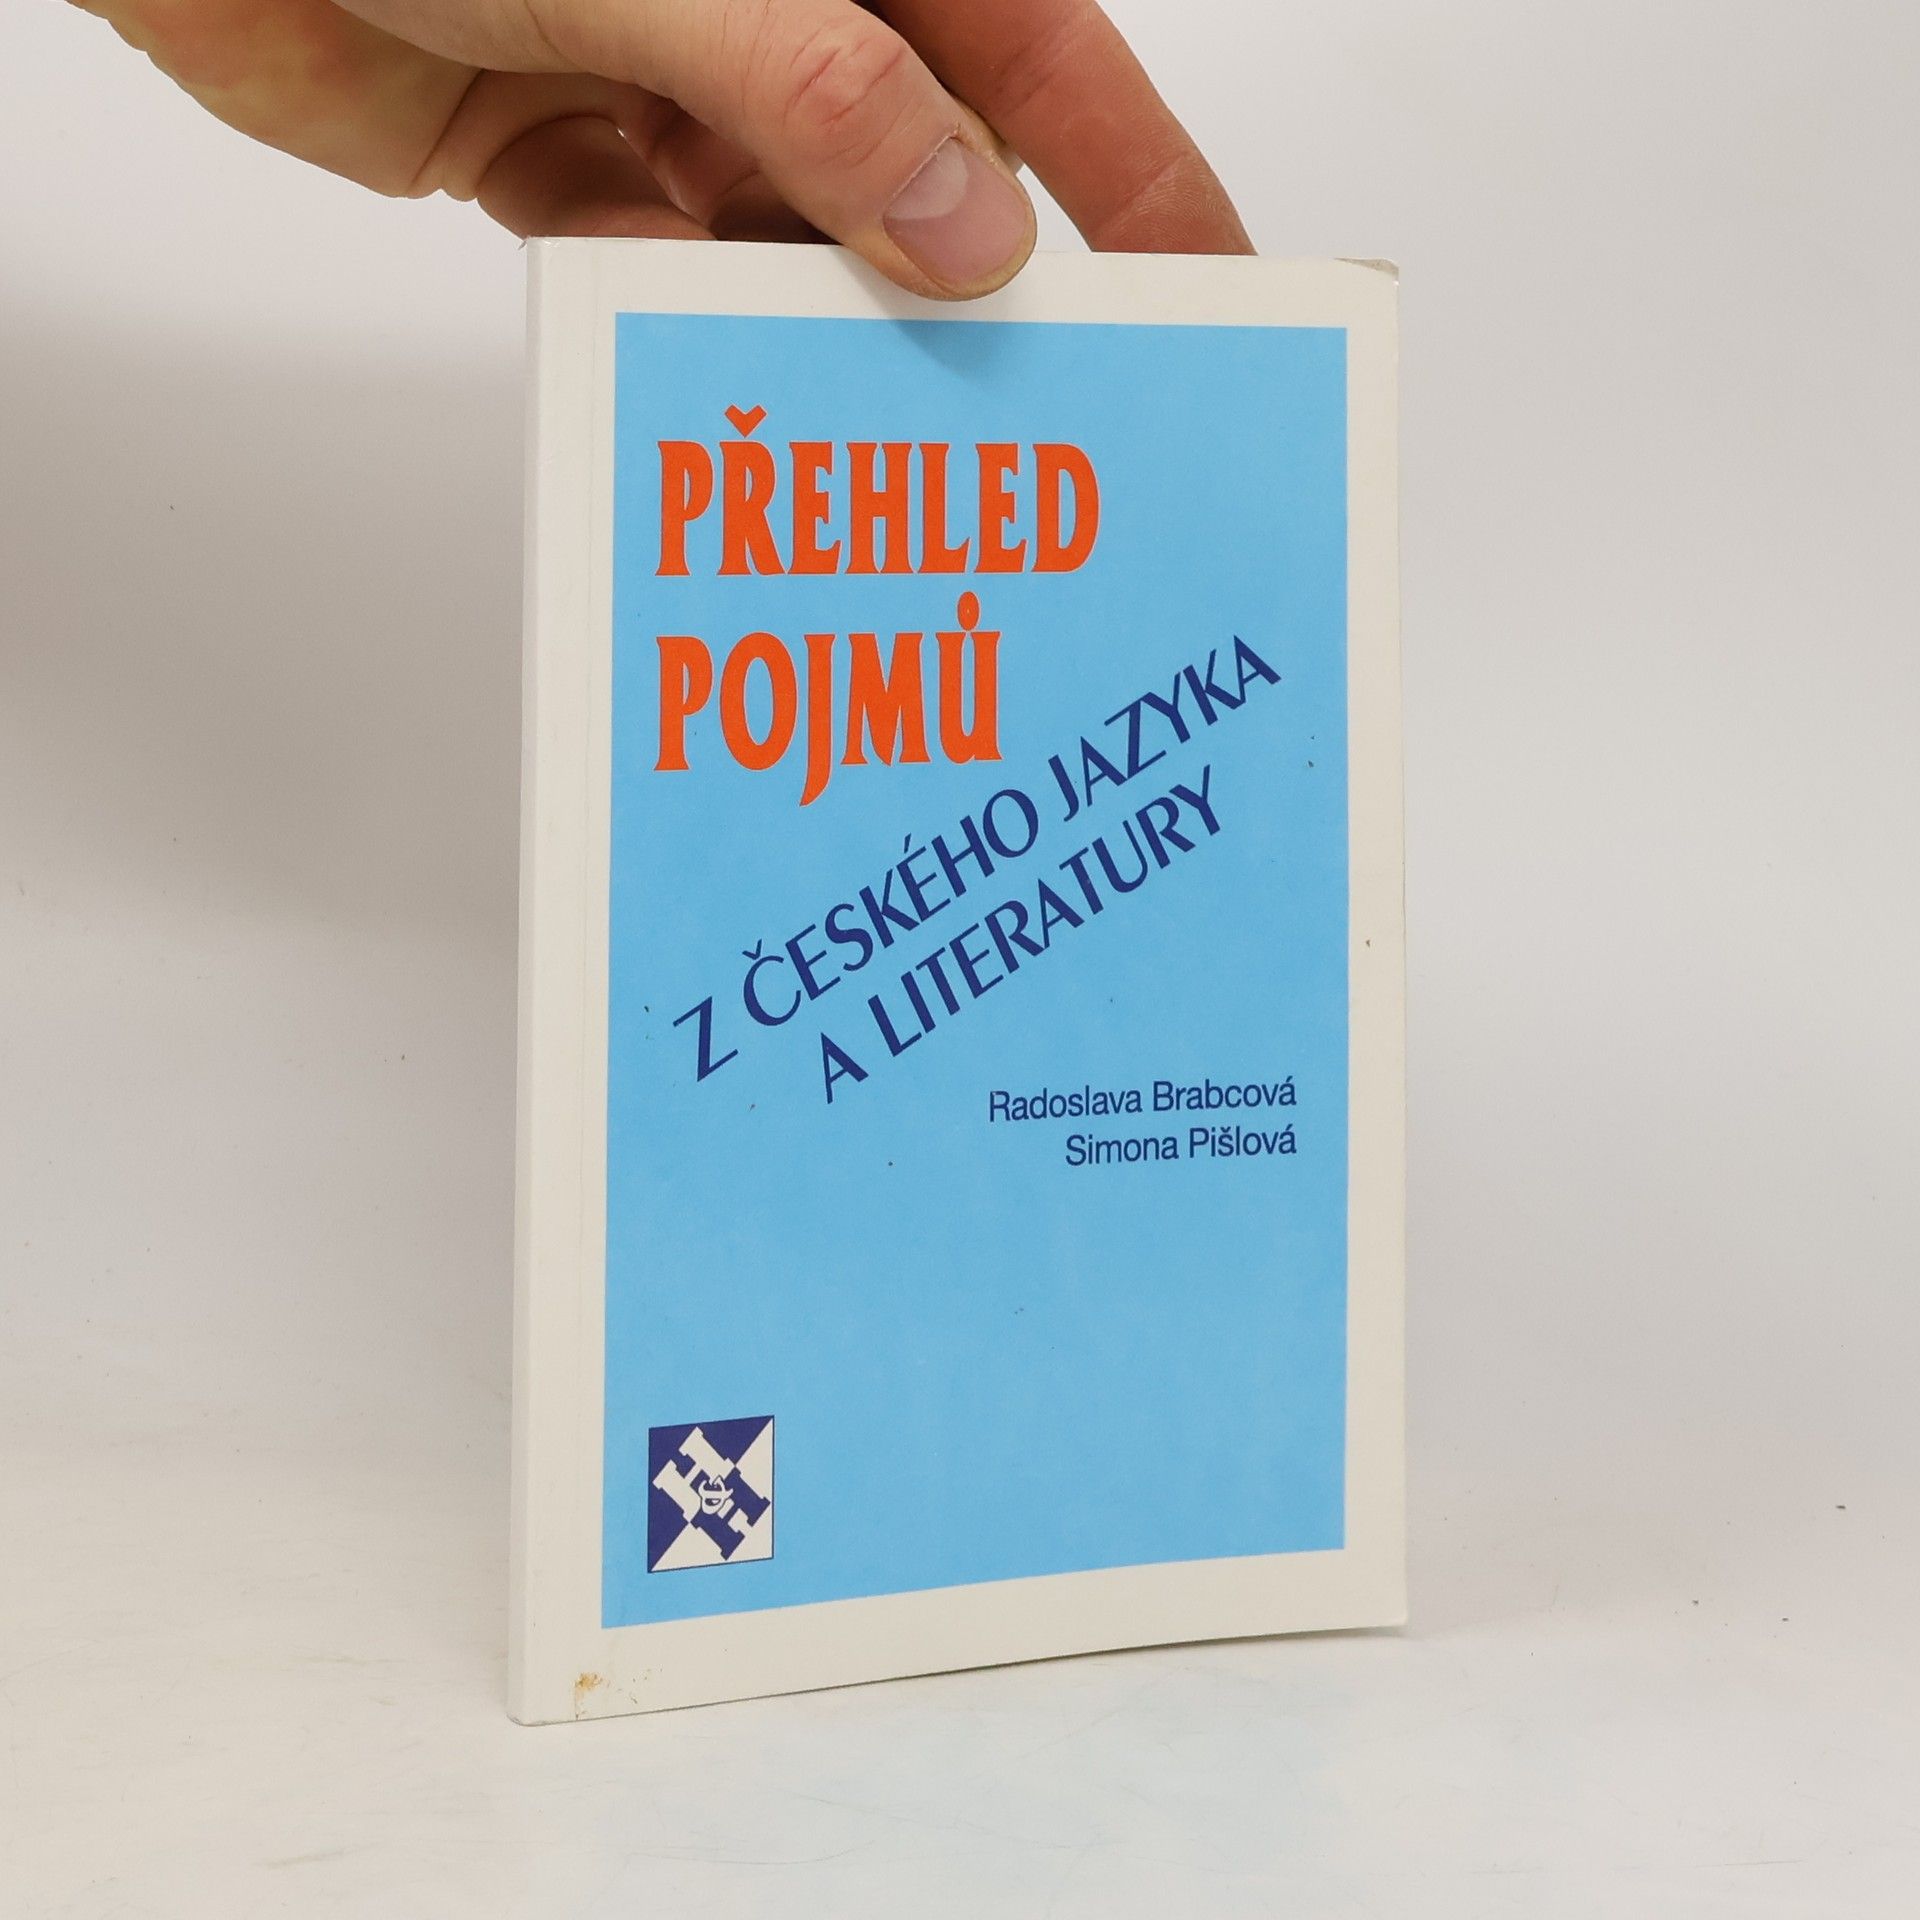 PŘEHLED
POJMŮ
Z ČESKÉHO JAZYKA
A LITERATURY
Radoslava Brabcová
Simona Pišlová
H&H